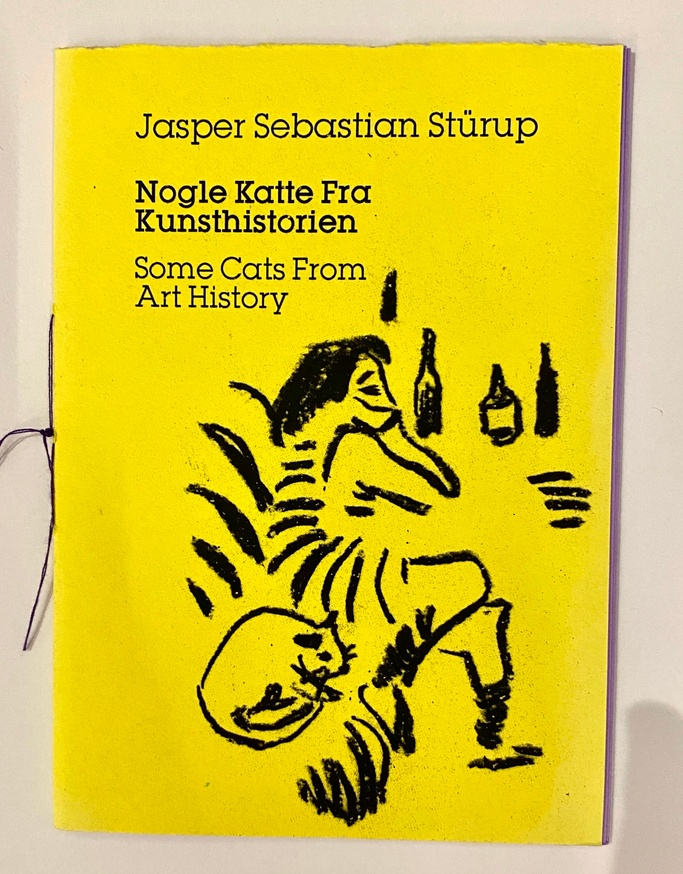 Jasper Sebastian Stürup
Nogle Katte Fra
Kunsthistorien
Some Cats From
Art History